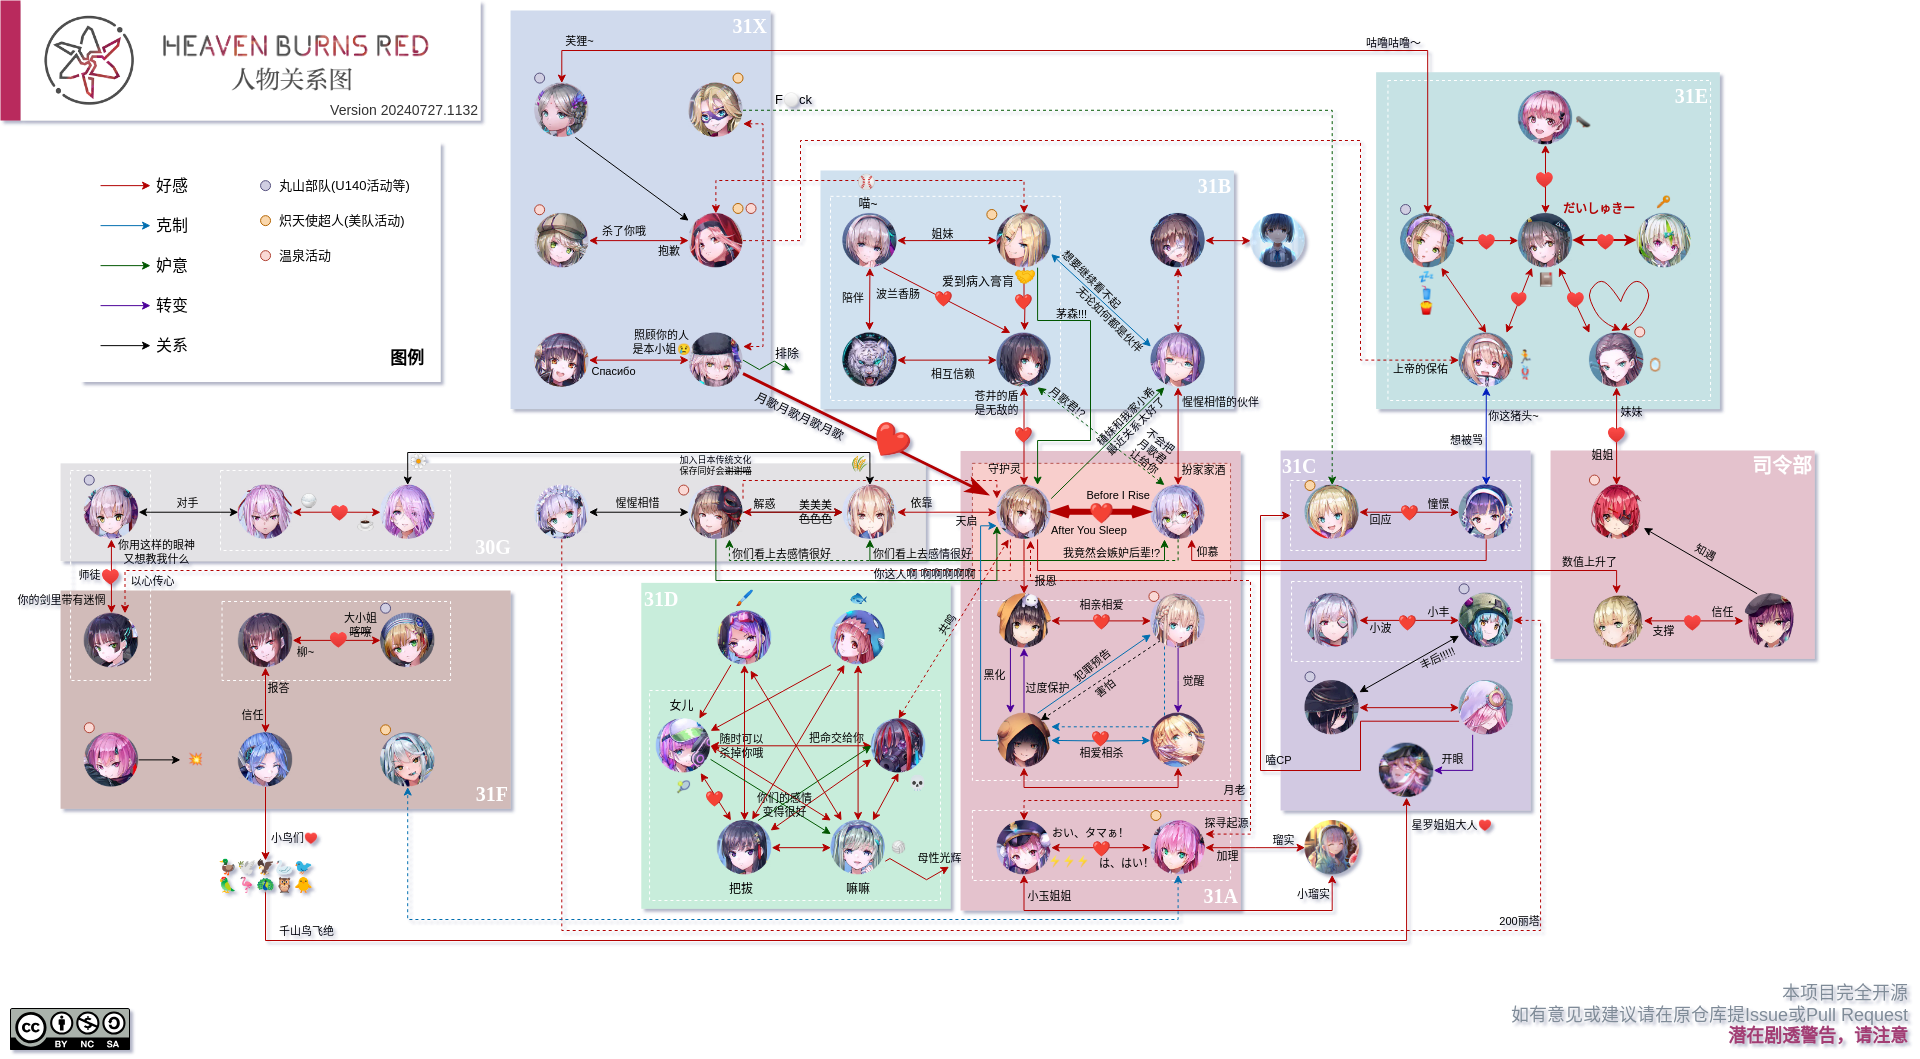 HEAVEN BURNS RED
人物关系图
Version 20240727.1132
好感
克制
妒意
转变
关系
丸山部队(U140活动等)
炽天使超人(美队活动)
温泉活动
图例
31X
芙狸~
F
ck
杀了你哦
抱歉
照顾你的人
是本小姐😢
Спасибо
排除
月歌月歌月歌月歌
31B
喵~
姐妹
爱到病入膏肓
陪伴
波兰香肠
茅森!!!
相互信赖
想要继续看不起
无论如何都是伙伴
苍井的盾
是无敌的
月歌君!?
惺惺相惜的伙伴
樋妹和我家小希
最近关系太好了
不会把
月歌君
让给你
扮家家酒
31E
咕噜咕噜～
だいしゅきー
上帝的保佑
你这猪头~
想被骂
妹妹
姐姐
30G
对手
加入日本传统文化
保存同好会谢谢喵
惺惺相惜
解惑
美美美
色色色
依靠
你用这样的眼神
又想教我什么
师徒
以心传心
你的剑里带有迷惘
你们看上去感情很好
你们看上去感情很好
你这人啊 啊啊啊啊啊
31A
守护灵
天启
Before I Rise
After You Sleep
我竟然会嫉妒后辈!?
仰慕
报恩
共鸣
相亲相爱
黑化
过度保护
犯罪预告
害怕
觉醒
相爱相杀
月老
おい、タマぁ！
は、はい!
探寻起源
加理
瑠实
小瑠实
小玉姐姐
31C
回应
憧憬
小波
小丰
丰后!!!!!
嗑CP
开眼
星罗姐姐大人
200丽塔
司令部
知遇
数值上升了
支撑
信任
31F
大小姐
喀嚓
柳~
报答
信任
小鸟们
千山鸟飞绝
31D
女儿
随时可以
杀掉你哦
把命交给你
你们的感情
变得很好
把拔
嘛嘛
母性光辉
CC
BY NC SA
本项目完全开源
如有意见或建议请在原仓库提Issue或Pull Request
潜在剧透警告，请注意